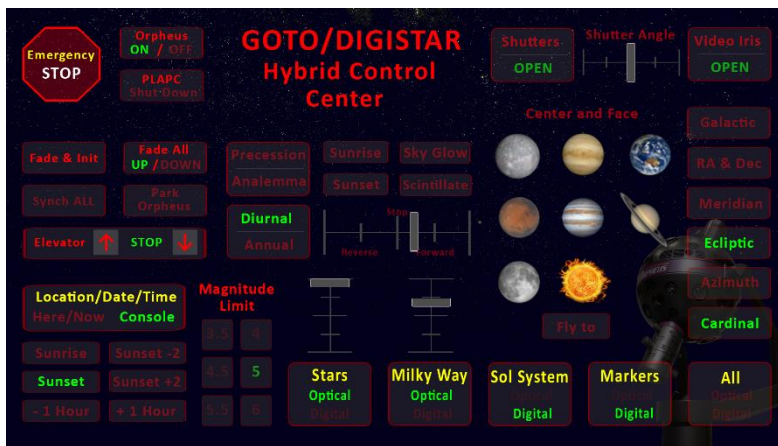 Emergency
STOP
Orpheus
ON / OFF
PLAPC
Shut Down
GOTO/DIGISTAR
Hybrid Control
Center
Shutters
OPEN
Shutter Angle
Video Iris
OPEN
Center and Face
Galactic
RA & Dec
Meridian
Ecliptic
Azimuth
Cardinal
Fade & Init
Fade All
UP / DOWN
Synch ALL
Park
Orpheus
Elevator
STOP
Precession
Analemma
Sunrise
Sky Glow
Sunset
Scintillate
Diurnal
Annual
Stop
Reverse
Forward
Location/Date/Time
Here/Now Console
Sunrise
Sunset -2
Sunset
Sunset +2
- 1 Hour
+ 1 Hour
Magnitude
Limit
3.5
4
4.5
5
5.5
6
Fly to
Stars
Optical
Digital
Milky Way
Optical
Digital
Sol System
Optical
Digital
Markers
Optical
Digital
All
Optical
Digital